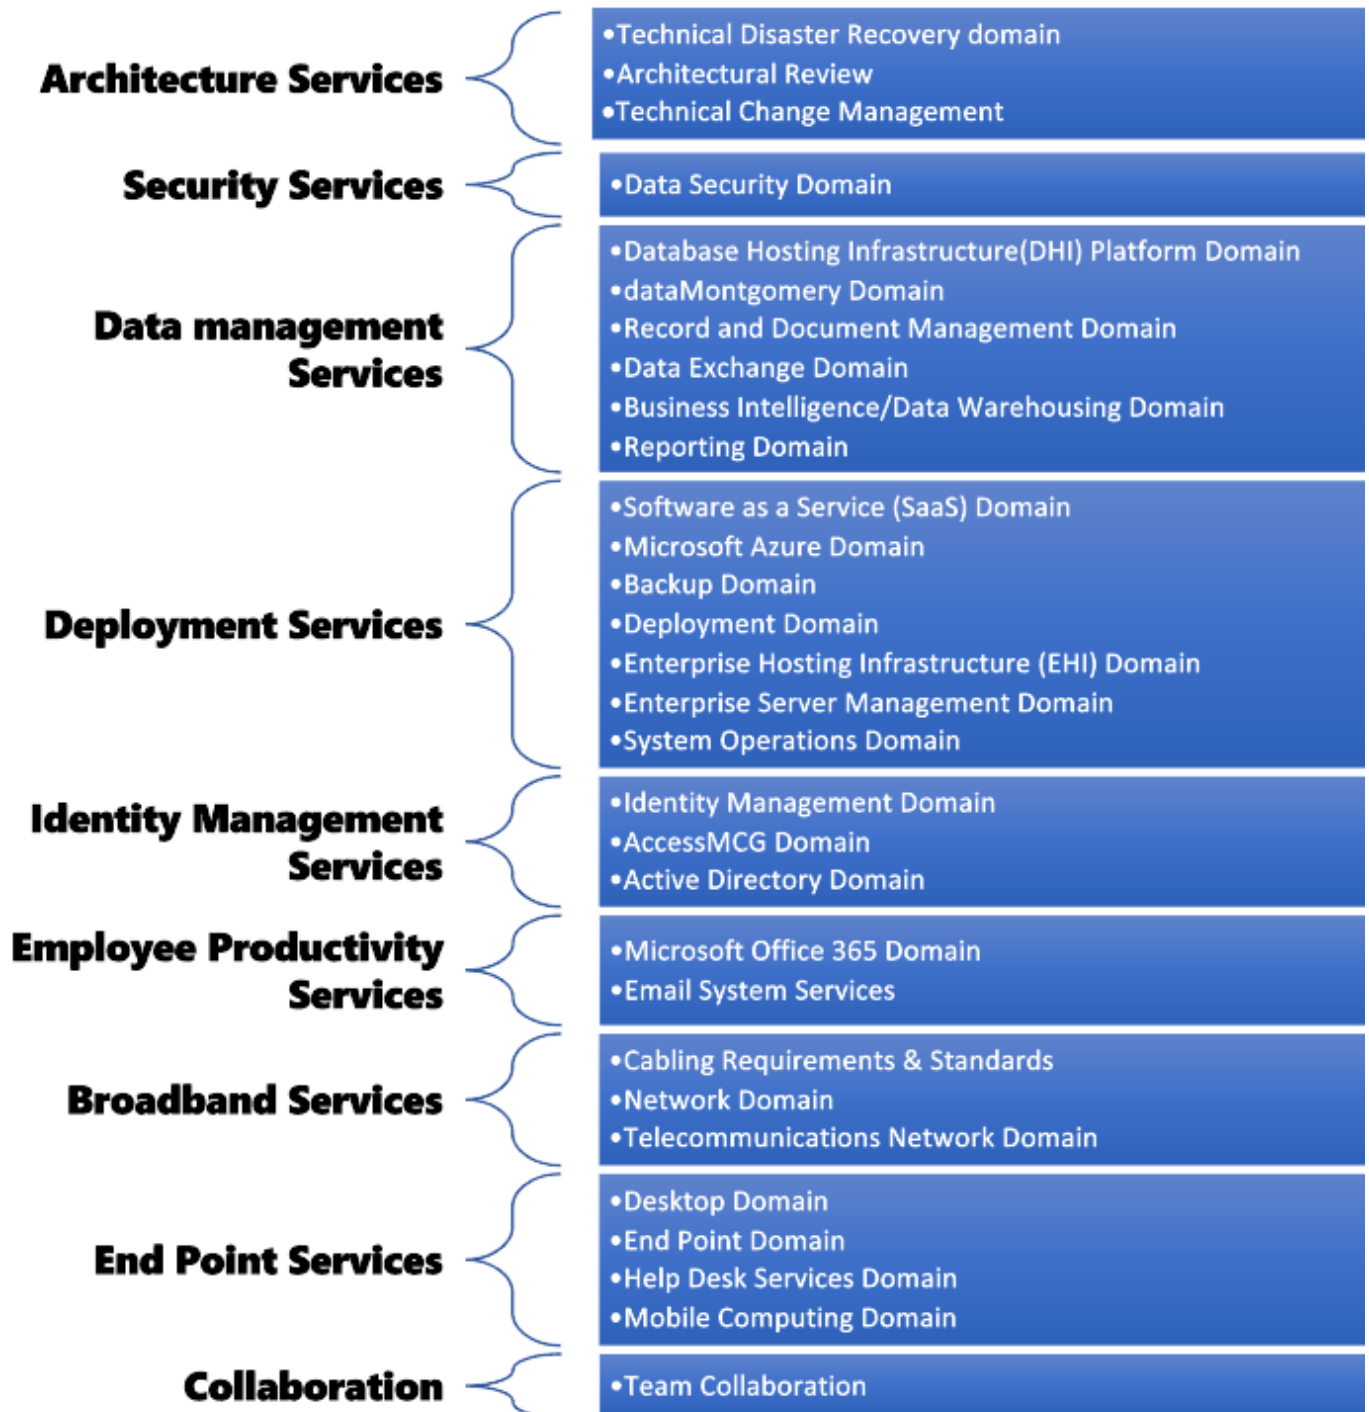 Architecture Services
•Technical Disaster Recovery domain
•Architectural Review
•Technical Change Management
Security Services
•Data Security Domain
Data management
Services
•Database Hosting Infrastructure(DHI) Platform Domain
•dataMontgomery Domain
•Record and Document Management Domain
•Data Exchange Domain
•Business Intelligence/Data Warehousing Domain
•Reporting Domain
Deployment Services
•Software as a Service (SaaS) Domain
•Microsoft Azure Domain
•Backup Domain
•Deployment Domain
•Enterprise Hosting Infrastructure (EHI) Domain
•Enterprise Server Management Domain
•System Operations Domain
Identity Management
Services
•Identity Management Domain
•AccessMCG Domain
•Active Directory Domain
Employee Productivity
Services
•Microsoft Office 365 Domain
•Email System Services
Broadband Services
•Cabling Requirements & Standards
•Network Domain
•Telecommunications Network Domain
End Point Services
•Desktop Domain
•End Point Domain
•Help Desk Services Domain
•Mobile Computing Domain
Collaboration
•Team Collaboration